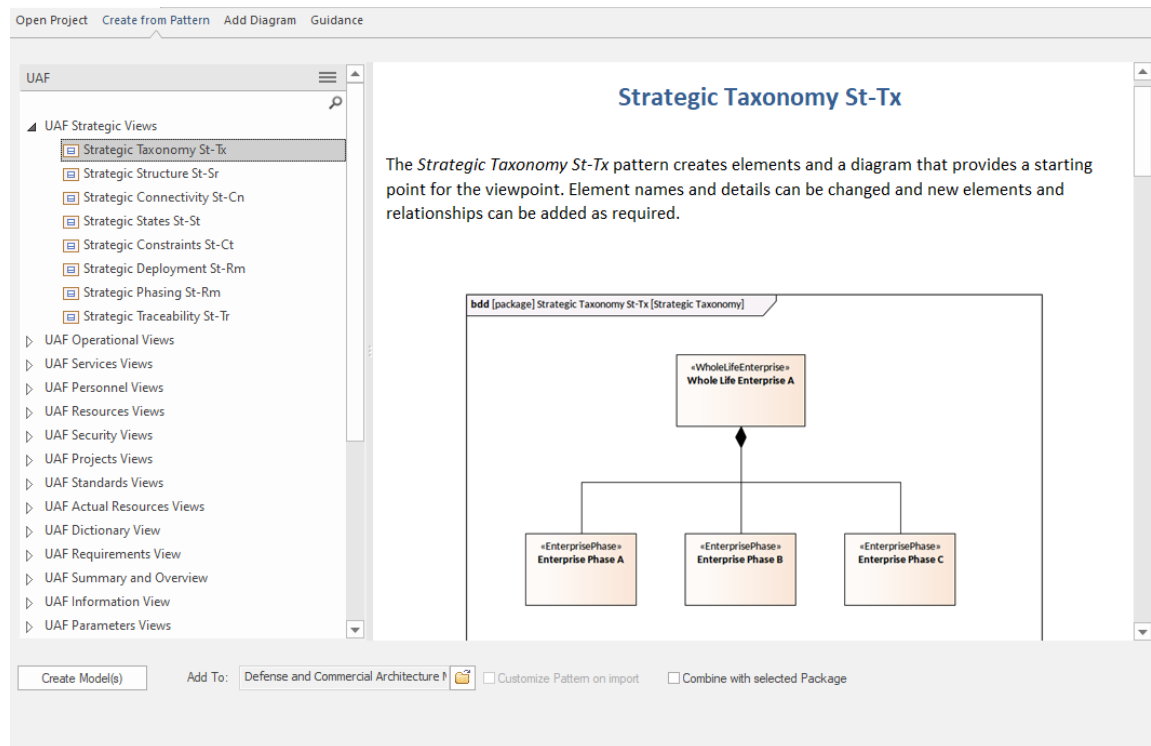 Open Project Create from Pattern Add Diagram Guidance
UAF
UAF Strategic Views
Strategic Taxonomy St-Tx
Strategic Structure St-Sr
Strategic Connectivity St-Cn
Strategic States St-St
Strategic Constraints St-Ct
Strategic Deployment St-Rm
Strategic Phasing St-Rm
Strategic Traceability St-Tr
UAF Operational Views
UAF Services Views
UAF Personnel Views
UAF Resources Views
UAF Security Views
UAF Projects Views
UAF Standards Views
UAF Actual Resources Views
UAF Dictionary View
UAF Requirements View
UAF Summary and Overview
UAF Information View
UAF Parameters Views
Strategic Taxonomy St-Tx
The Strategic Taxonomy St-Tx pattern creates elements and a diagram that provides a starting
point for the viewpoint. Element names and details can be changed and new elements and
relationships can be added as required.
bdd [package] Strategic Taxonomy St-Tx [Strategic Taxonomy]
«WholeLifeEnterprise»
Whole Life Enterprise A
«EnterprisePhase»
Enterprise Phase A
«EnterprisePhase»
Enterprise Phase B
«EnterprisePhase»
Enterprise Phase C
Create Model(s) Add To: Defense and Commercial Architecture Customize Pattern on import Combine with selected Package